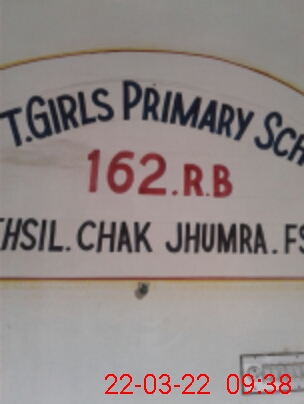 T.GIRLS PRIMARY SCH
162.R.B
HSIL. CHAK JHUMRA. FS
22-03-22 09:38